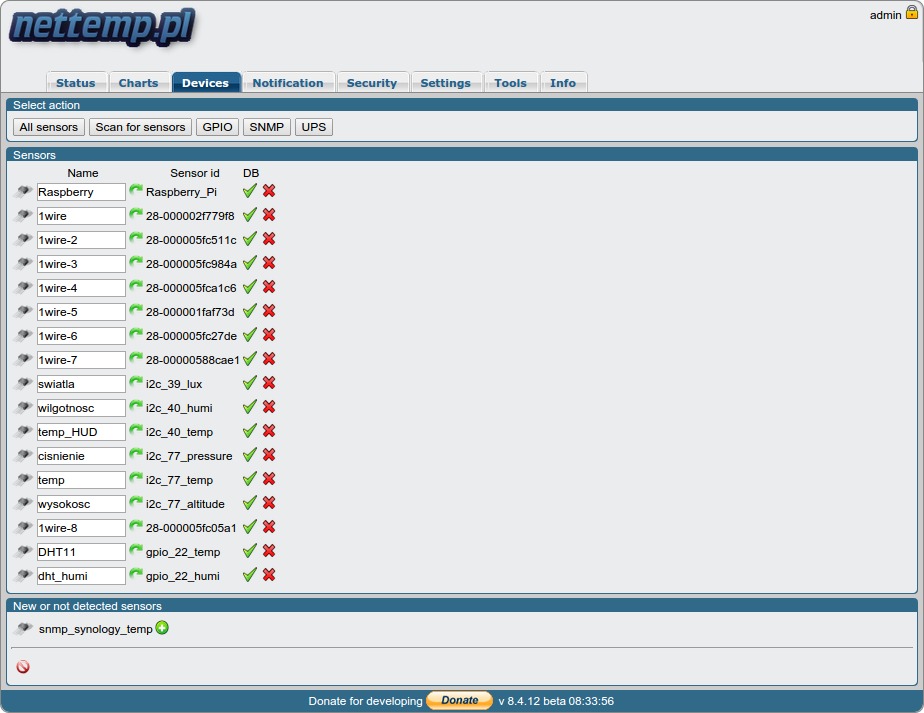 nettemp.pl
admin
Status Charts Devices Notification Security Settings Tools Info
Select action
All sensors Scan for sensors GPIO SNMP UPS
Sensors
Name Sensor id DB
Raspberry Raspberry_Pi
1wire 28-000002f779f8
1wire-2 28-000005fc511c
1wire-3 28-000005fc984a
1wire-4 28-000005fca1c6
1wire-5 28-000001faf73d
1wire-6 28-000005fc27de
1wire-7 28-00000588cae1
swiatla i2c_39_lux
wilgotnosc i2c_40_humi
temp_HUD i2c_40_temp
cisnienie i2c_77_pressure
temp i2c_77_temp
wysokosc i2c_77_altitude
1wire-8 28-000005fc05a1
DHT11 gpio_22_temp
dht_humi gpio_22_humi
New or not detected sensors
snmp_synology_temp
Donate for developing Donate v 8.4.12 beta 08:33:56